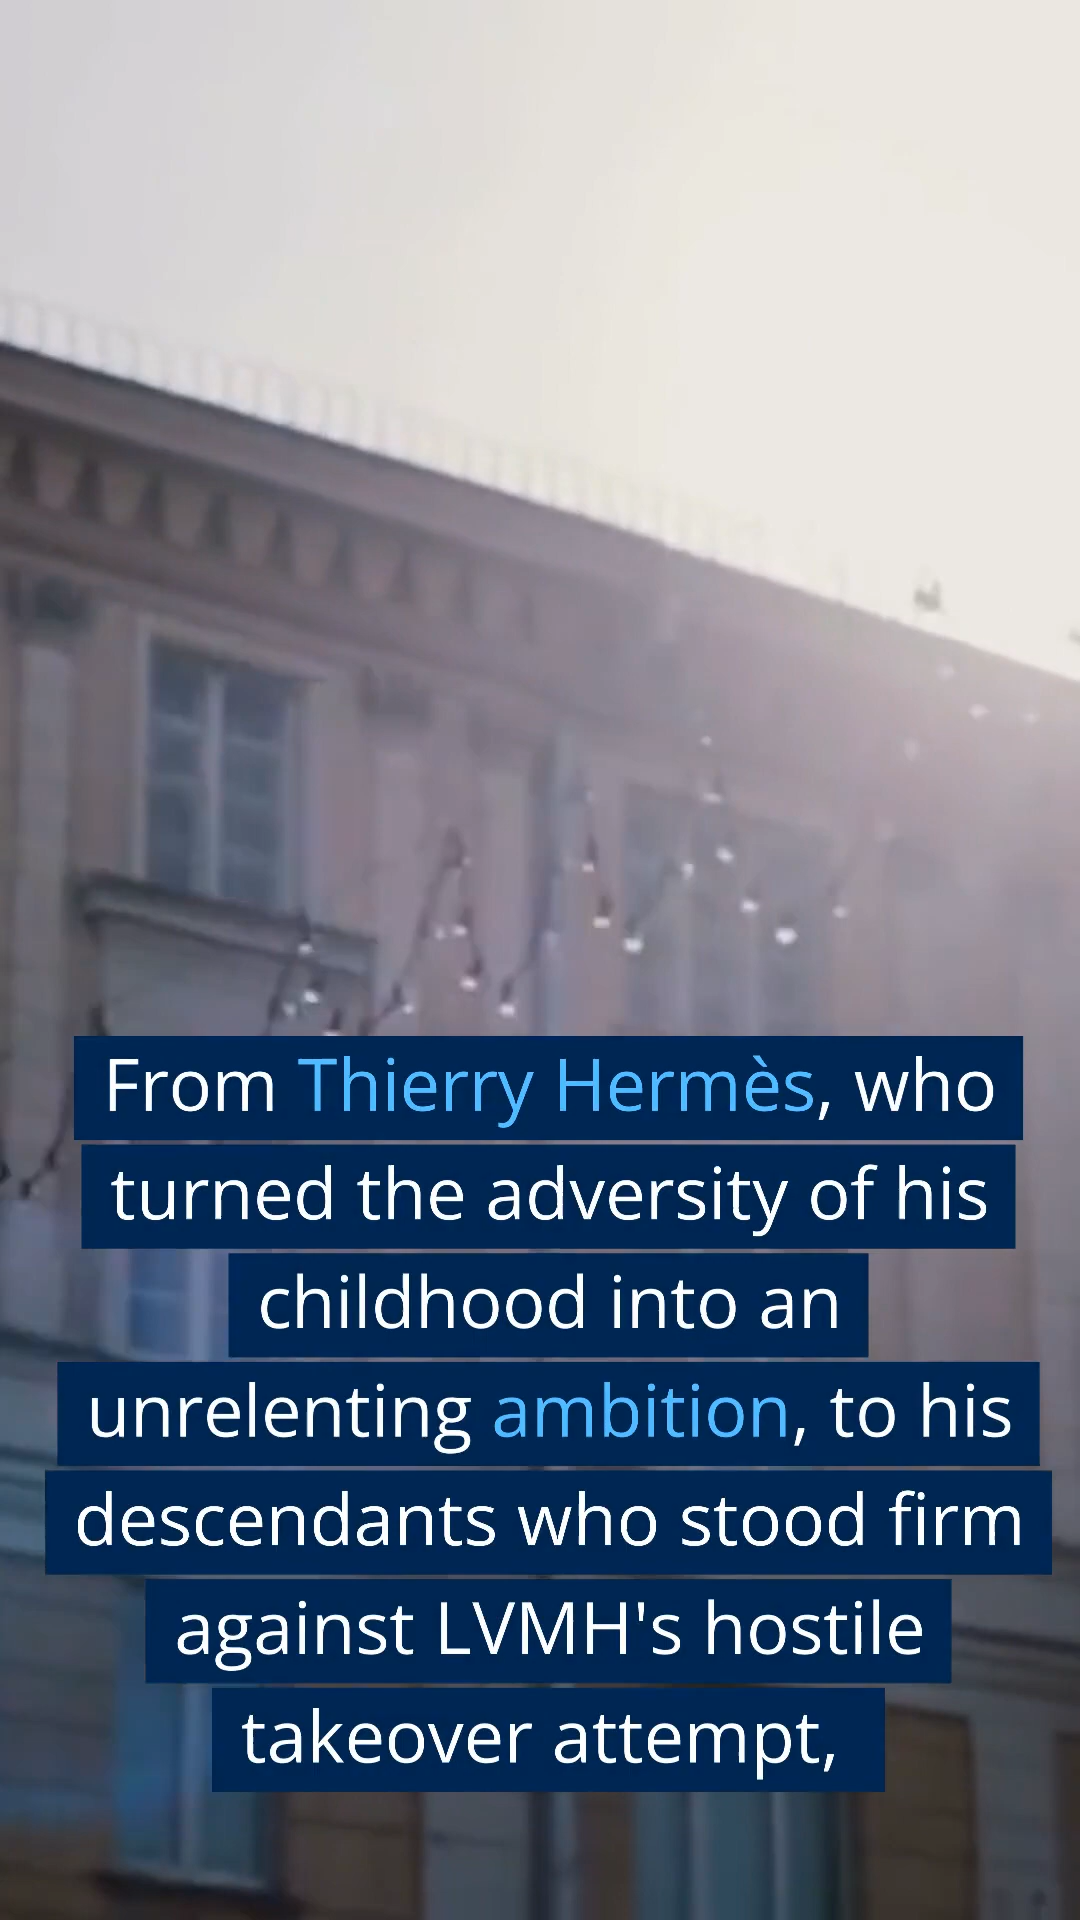 From Thierry Hermès, who
turned the adversity of his
childhood into an
unrelenting ambition, to his
descendants who stood firm
against LVMH's hostile
takeover attempt,